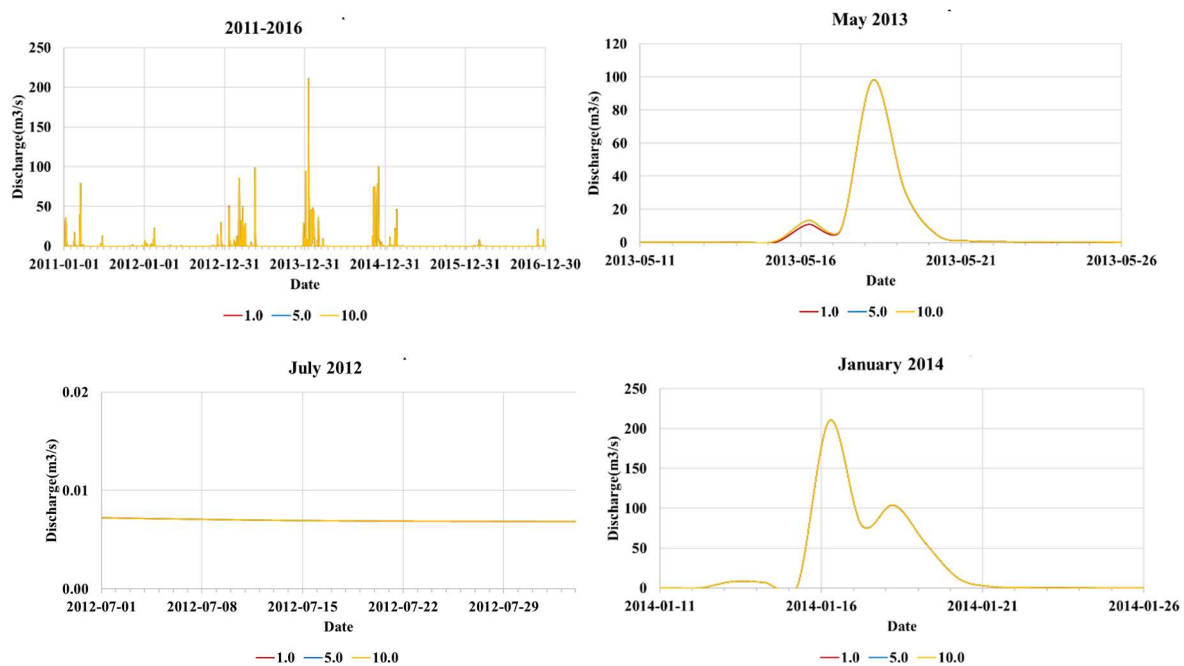 2011-2016
Discharge(m3/s)
250
200
150
100
50
0
2011-01-01 2012-01-01 2012-12-31 2013-12-31 2014-12-31 2015-12-31 2016-12-30
Date
1.0 5.0 10.0
May 2013
Discharge(m3/s)
120
100
80
60
40
20
0
2013-05-11 2013-05-16 2013-05-21 2013-05-26
Date
1.0 5.0 10.0
July 2012
Discharge(m3/s)
0.02
0.01
0.00
2012-07-01 2012-07-08 2012-07-15 2012-07-22 2012-07-29
Date
1.0 5.0 10.0
January 2014
Discharge(m3/s)
250
200
150
100
50
0
2014-01-11 2014-01-16 2014-01-21 2014-01-26
Date
1.0 5.0 10.0